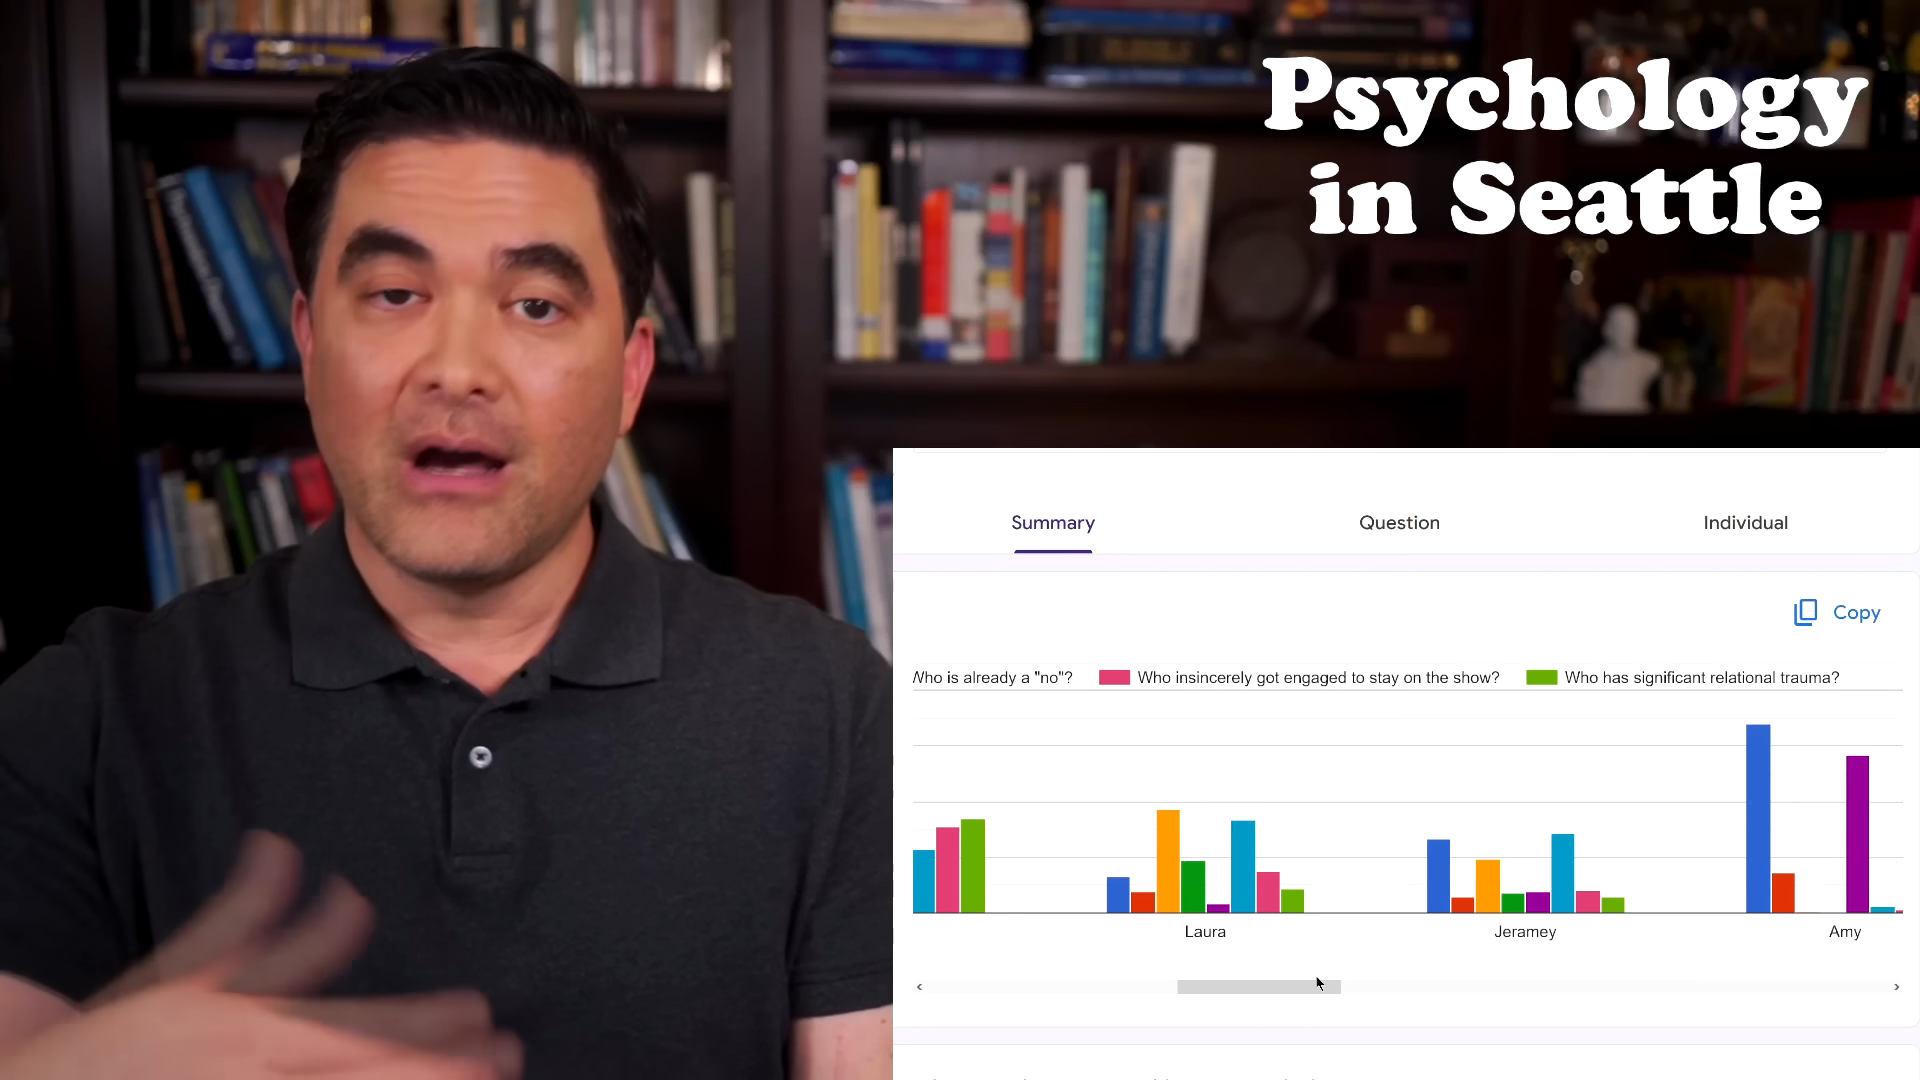 Psychology
in Seattle
Summary Question Individual
Copy
Who is already a "no"? Who insincerely got engaged to stay on the show? Who has significant relational trauma?
Laura Jeramey Amy